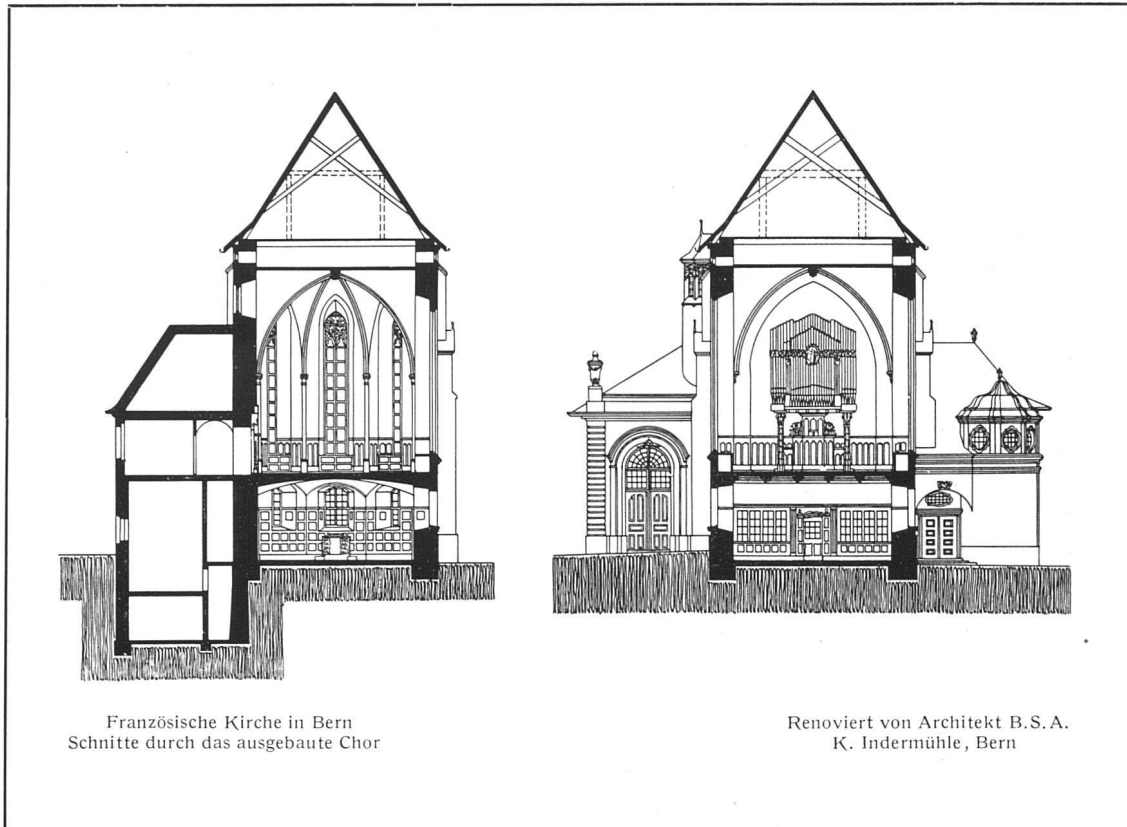 Französische Kirche in Bern
Schnitte durch das ausgebaute Chor
Renoviert von Architekt B.S.A.
K. Indermühle, Bern